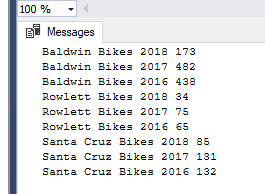 100 %
Messages
Baldwin Bikes 2018 173
Baldwin Bikes 2017 482
Baldwin Bikes 2016 438
Rowlett Bikes 2018 34
Rowlett Bikes 2017 75
Rowlett Bikes 2016 65
Santa Cruz Bikes 2018 85
Santa Cruz Bikes 2017 131
Santa Cruz Bikes 2016 132